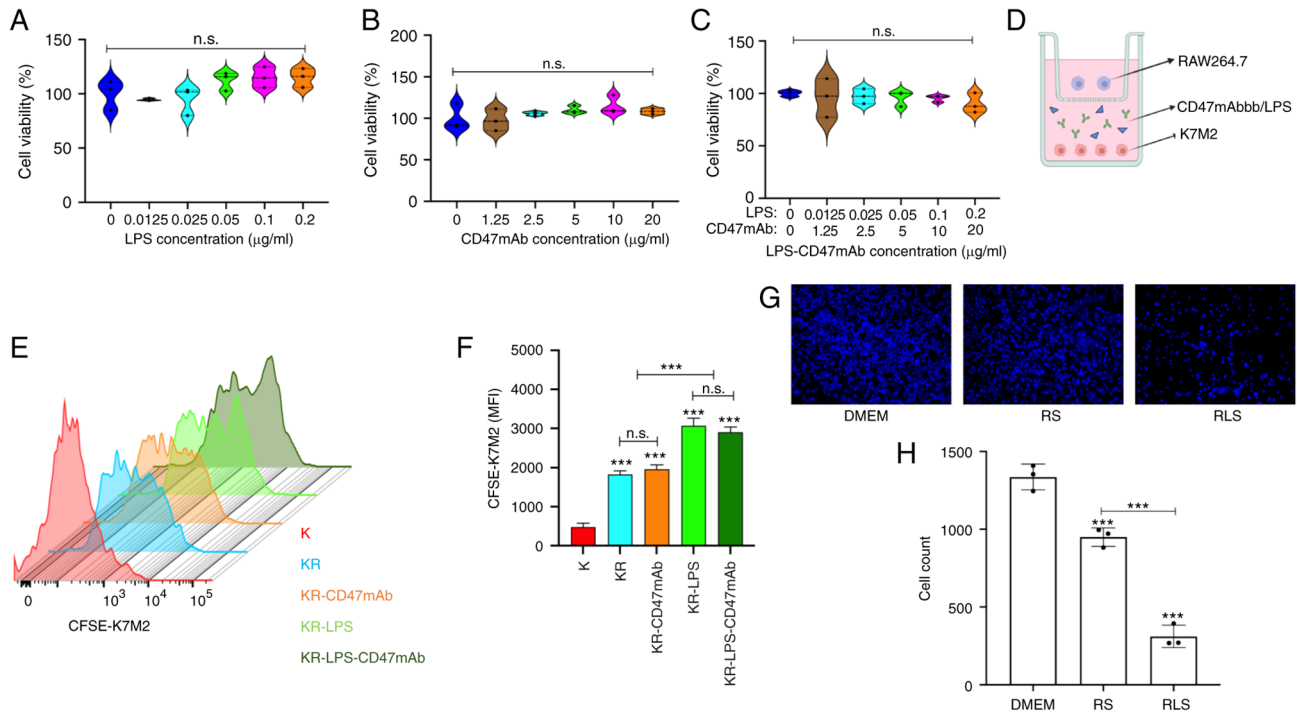 A
n.s.
150
100
50
0
Cell viability (%)
0 0.0125 0.025 0.05 0.1 0.2
LPS concentration (μg/ml)
B
n.s.
200
150
100
50
0
Cell viability (%)
0 1.25 2.5 5 10 20
CD47mAb concentration (μg/ml)
C
n.s.
150
100
50
0
Cell viability (%)
LPS: 0 0.0125 0.025 0.05 0.1 0.2
CD47mAb: 0 1.25 2.5 5 10 20
LPS-CD47mAb concentration (μg/ml)
D
RAW264.7
CD47mAbbb/LPS
K7M2
E
0 10³ 10⁴ 10⁵
CFSE-K7M2
K
KR
KR-CD47mAb
KR-LPS
KR-LPS-CD47mAb
F
5000
4000
3000
2000
1000
0
CFSE-K7M2 (MFI)
***
n.s.
*** ***
n.s.
*** ***
K
KR
KR-CD47mAb
KR-LPS
KR-LPS-CD47mAb
G
DMEM RS RLS
H
1500
1000
500
0
Cell count
***
***
***
DMEM RS RLS